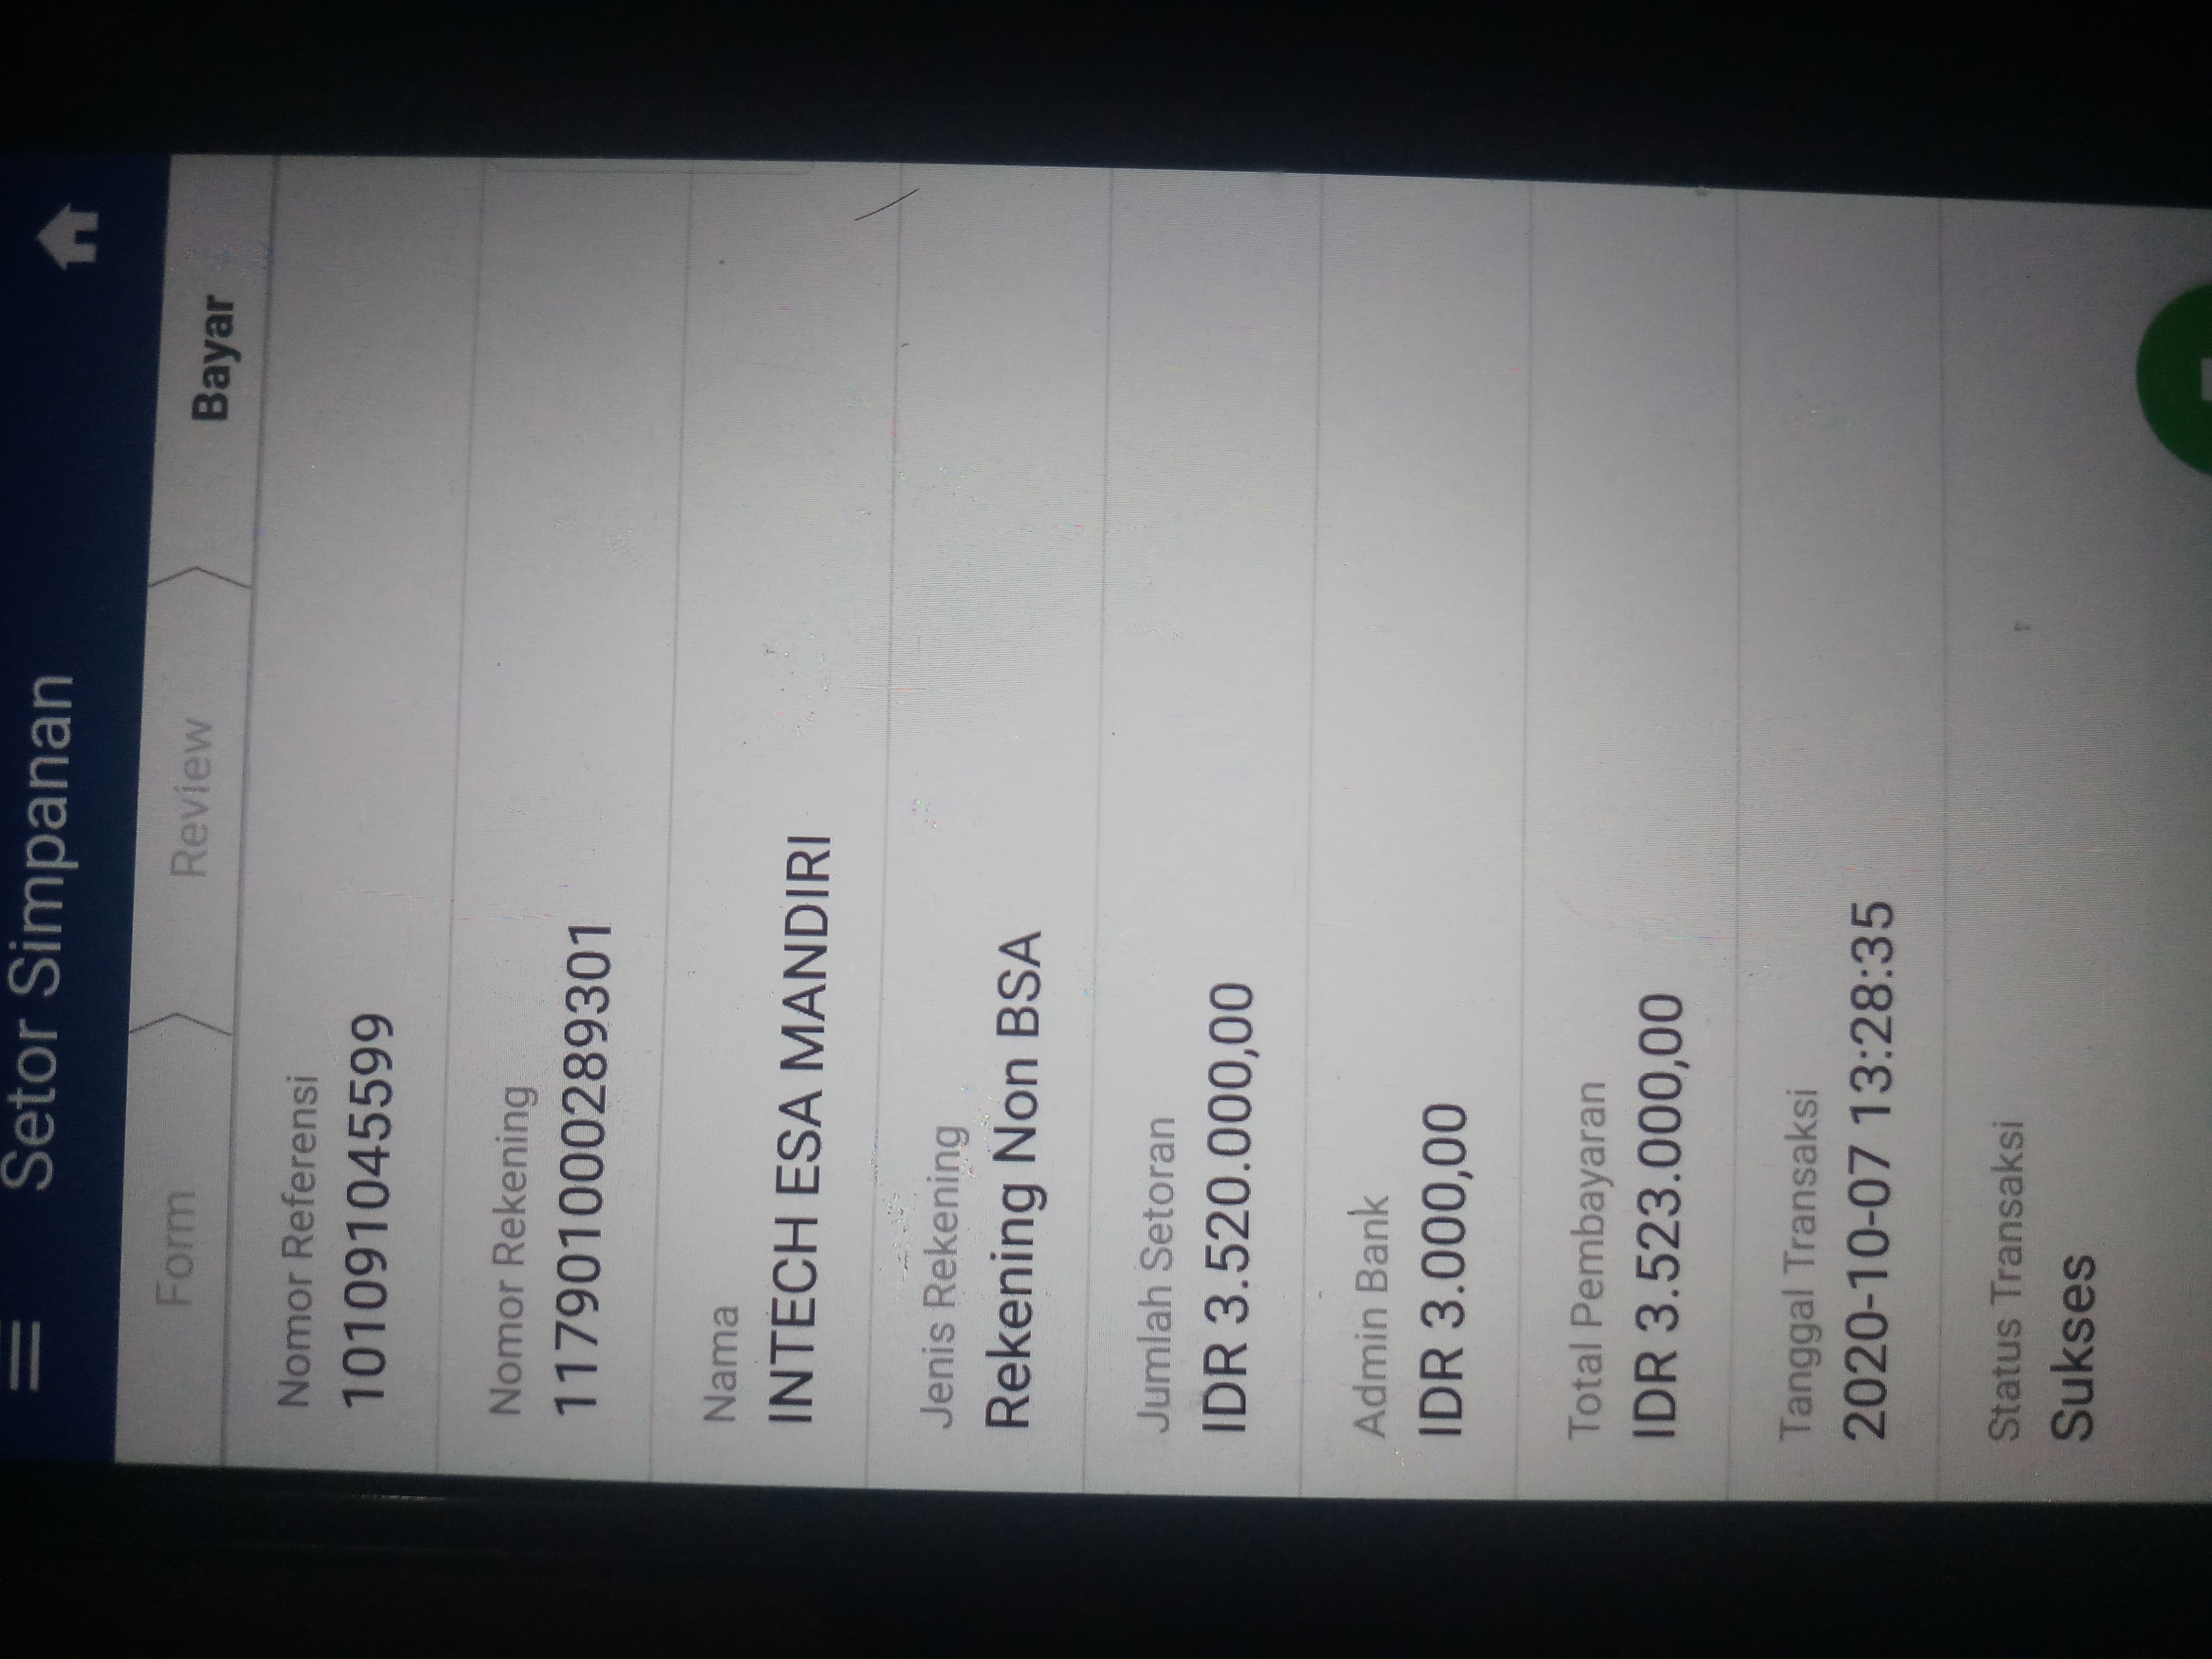 Setor Simpanan
Form
Review
Bayar
Nomor Referensi
101091045599
Nomor Rekening
117901000289301
Nama
INTECH ESA MANDIRI
Jenis Rekening
Rekening Non BSA
Jumlah Setoran
IDR 3.520.000,00
Admin Bank
IDR 3.000,00
Total Pembayaran
IDR 3.523.000,00
Tanggal Transaksi
2020-10-07 13:28:35
Status Transaksi
Sukses